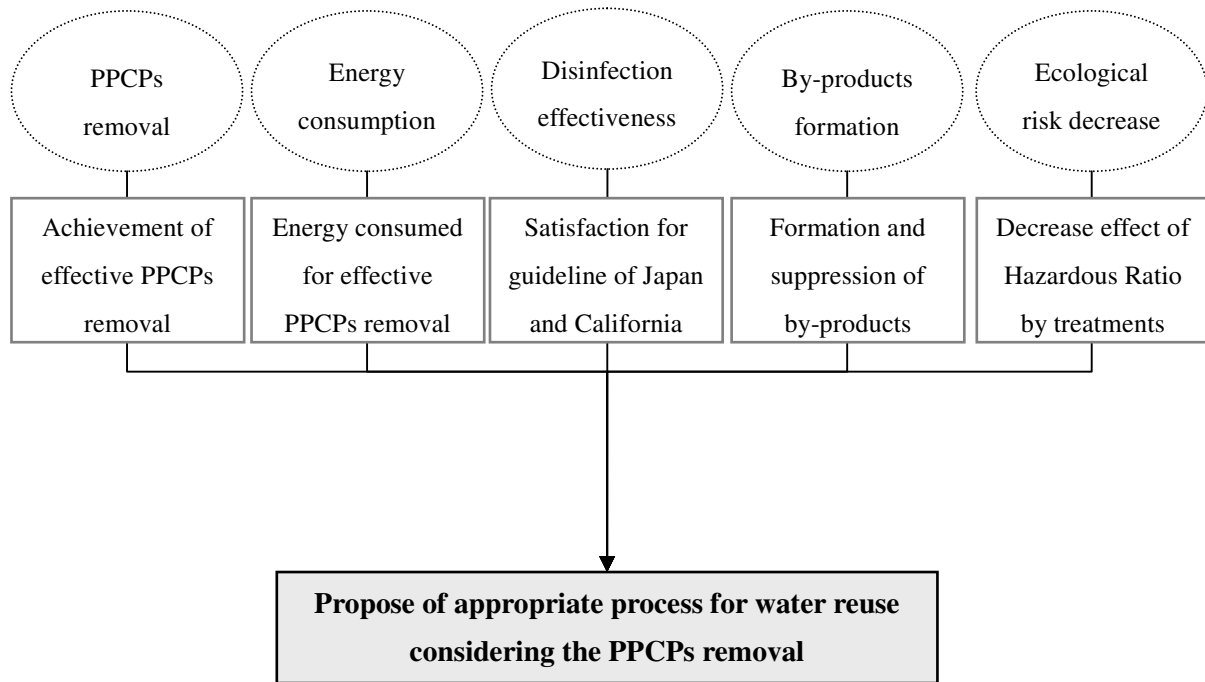 PPCPs
removal
Energy
consumption
Disinfection
effectiveness
By-products
formation
Ecological
risk decrease
Achievement of
effective PPCPs
removal
Energy consumed
for effective
PPCPs removal
Satisfaction for
guideline of Japan
and California
Formation and
suppression of
by-products
Decrease effect of
Hazardous Ratio
by treatments
Propose of appropriate process for water reuse
considering the PPCPs removal